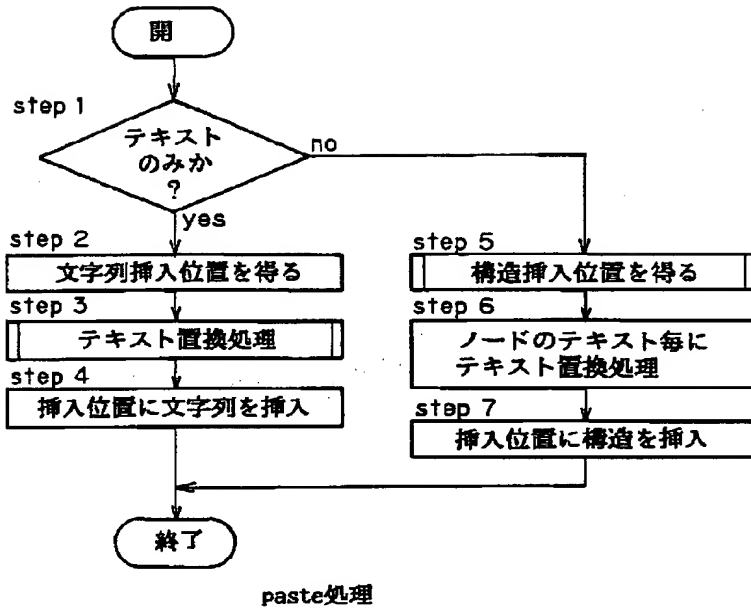 開
step 1
テキスト
のみか
?
no
yes
step 2
文字列挿入位置を得る
step 3
テキスト置換処理
step 4
挿入位置に文字列を挿入
step 5
構造挿入位置を得る
step 6
ノードのテキスト毎に
テキスト置換処理
step 7
挿入位置に構造を挿入
終了
paste処理